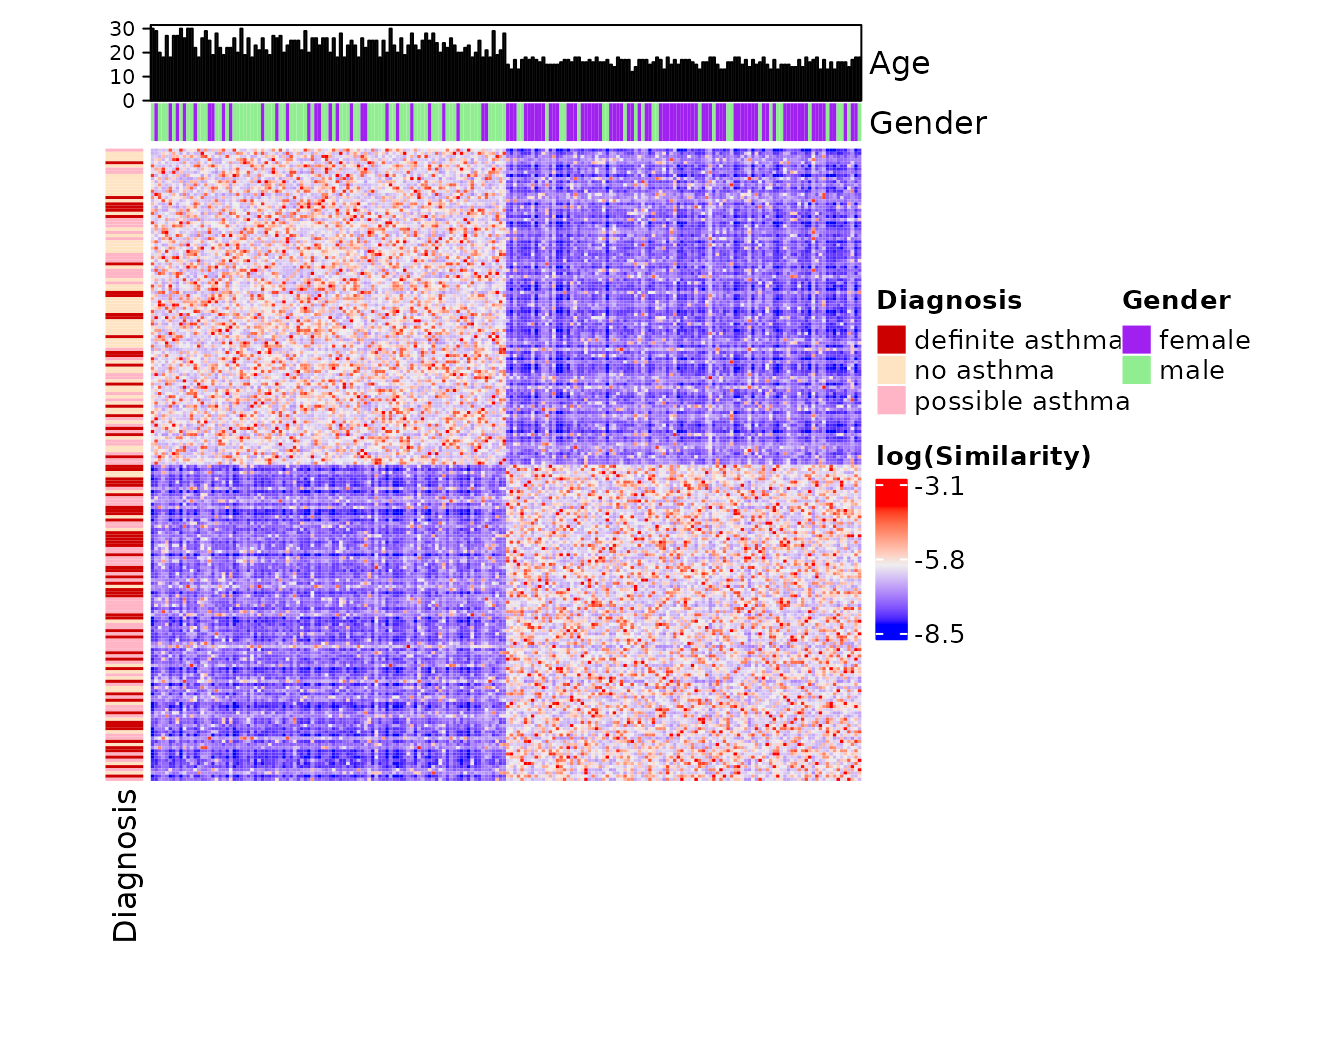 30
20
10
0
Age
Gender
Diagnosis
definite asthma
no asthma
possible asthma
Gender
female
male
log(Similarity)
-3.1
-5.8
-8.5
Diagnosis